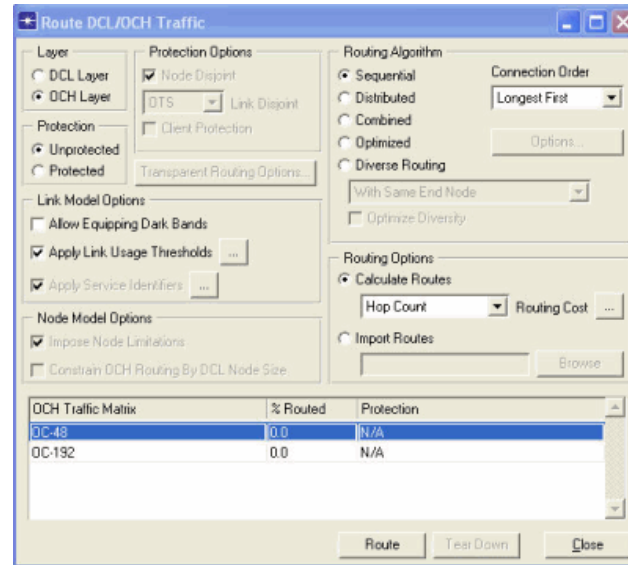 Route DCL/OCH Traffic
Layer
DCL Layer
OCH Layer
Protection
Unprotected
Protected
Protection Options
Node Disjoint
OTS Link Disjoint
Client Protection
Transparent Routing Options...
Link Model Options
Allow Equipping Dark Bands
Apply Link Usage Thresholds ...
Apply Service Identifiers ...
Node Model Options
Impose Node Limitations
Constrain OCH Routing By DCL Node Size
Routing Algorithm
Sequential
Distributed
Combined
Optimized
Diverse Routing
Connection Order
Longest First
Options...
With Same End Node
Optimize Diversity
Routing Options
Calculate Routes
Hop Count Routing Cost ...
Import Routes
Browse
OCH Traffic Matrix % Routed Protection
OC-48 0.0 N/A
OC-192 0.0 N/A
Route Tear Down Close